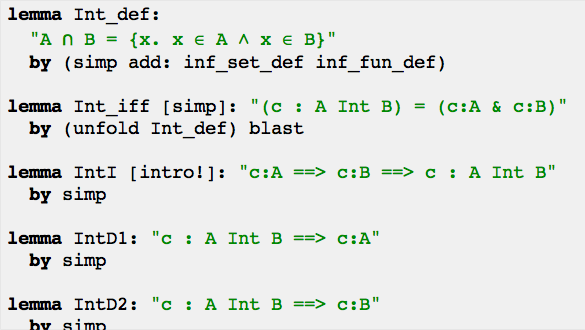 lemma Int_def:
"A ∩ B = {x. x ∈ A ∧ x ∈ B}"
by (simp add: inf_set_def inf_fun_def)
lemma Int_iff [simp]: "(c : A Int B) = (c:A & c:B)"
by (unfold Int_def) blast
lemma IntI [intro!]: "c:A ==> c:B ==> c : A Int B"
by simp
lemma IntD1: "c : A Int B ==> c:A"
by simp
lemma IntD2: "c : A Int B ==> c:B"
by simp